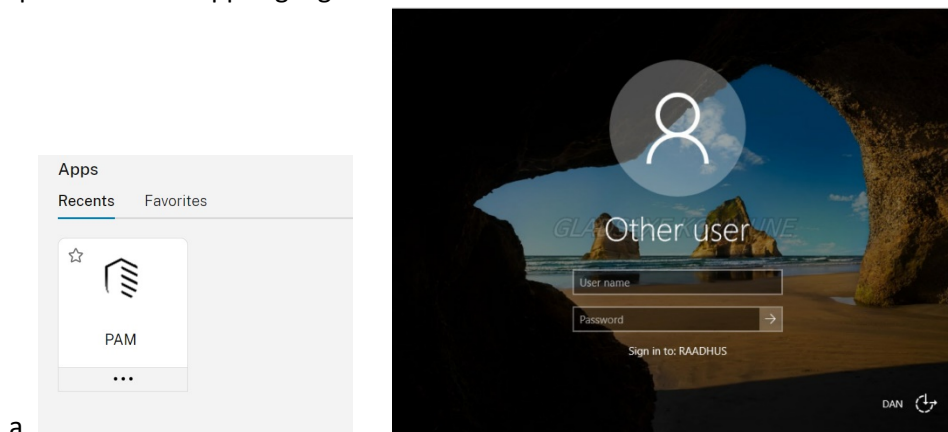 Apps
Recents Favorites
PAM
...
a
Other user
User name
Password
Sign in to: RAADHUS
DAN